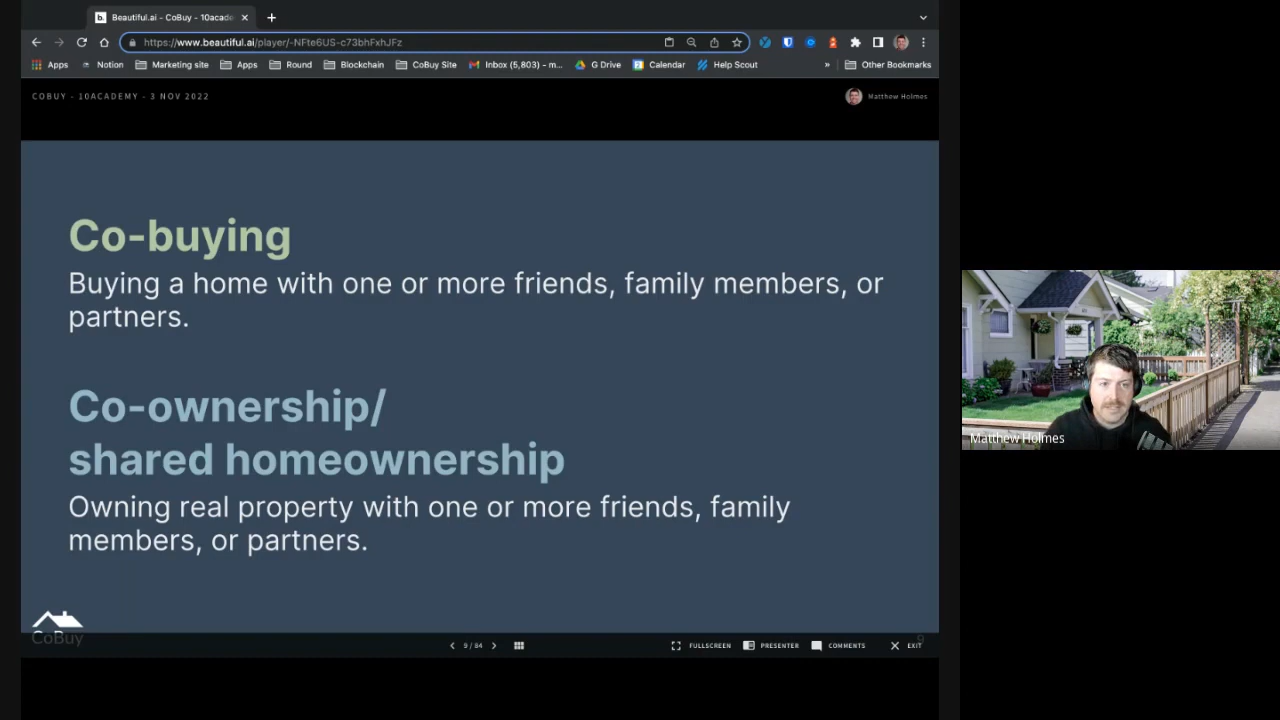 Beautiful.ai - CoBuy - 10acade
https://www.beautiful.ai/player/-NFte6US-c73bhFxhJFz
Apps Notion Marketing site Apps Round Blockchain CoBuy Site Inbox (5,803) – m... G Drive Calendar Help Scout » Other Bookmarks
COBUY - 10ACADEMY - 3 NOV 2022
Matthew Holmes
Co-buying
Buying a home with one or more friends, family members, or
partners.
Co-ownership/
shared homeownership
Owning real property with one or more friends, family
members, or partners.
CoBuy
9
9 / 84 FULLSCREEN PRESENTER COMMENTS EXIT
Matthew Holmes